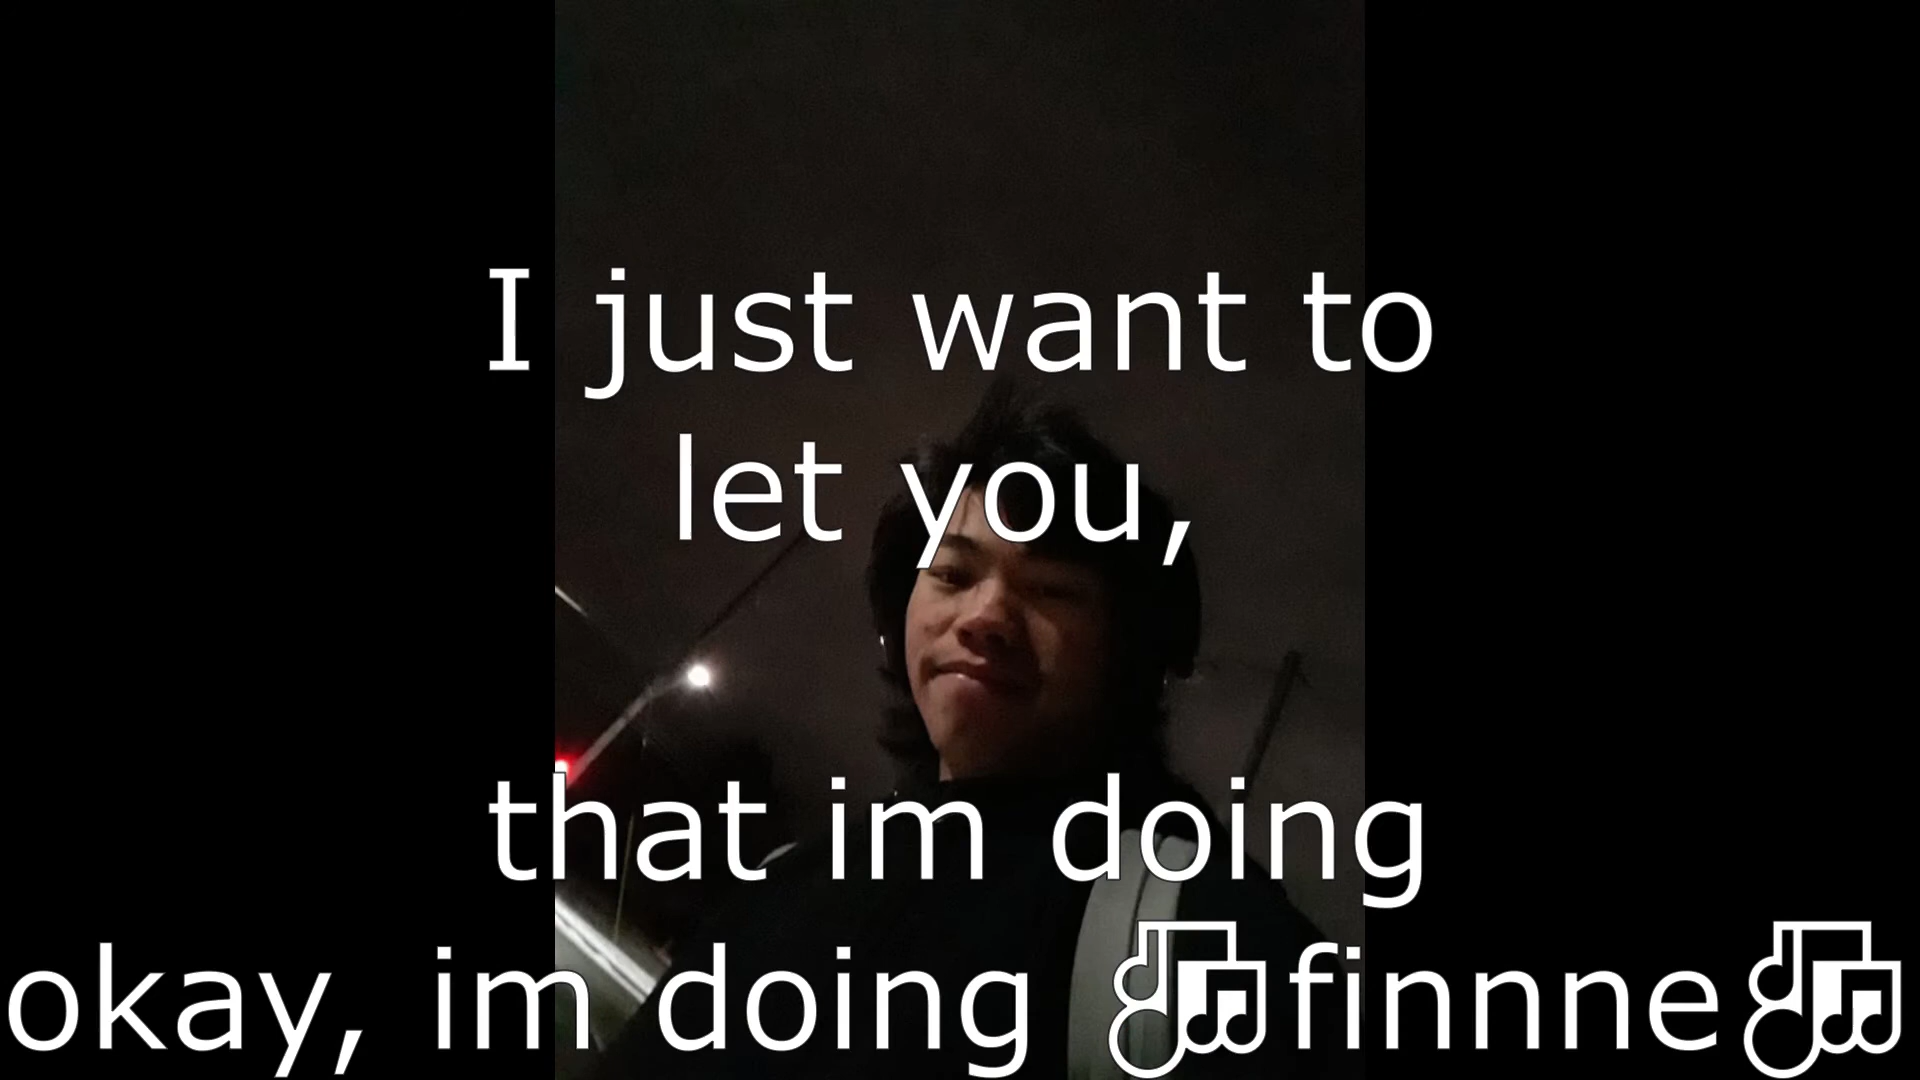 I just want to
let you,
that im doing
okay, im doing 🎶finnne🎶